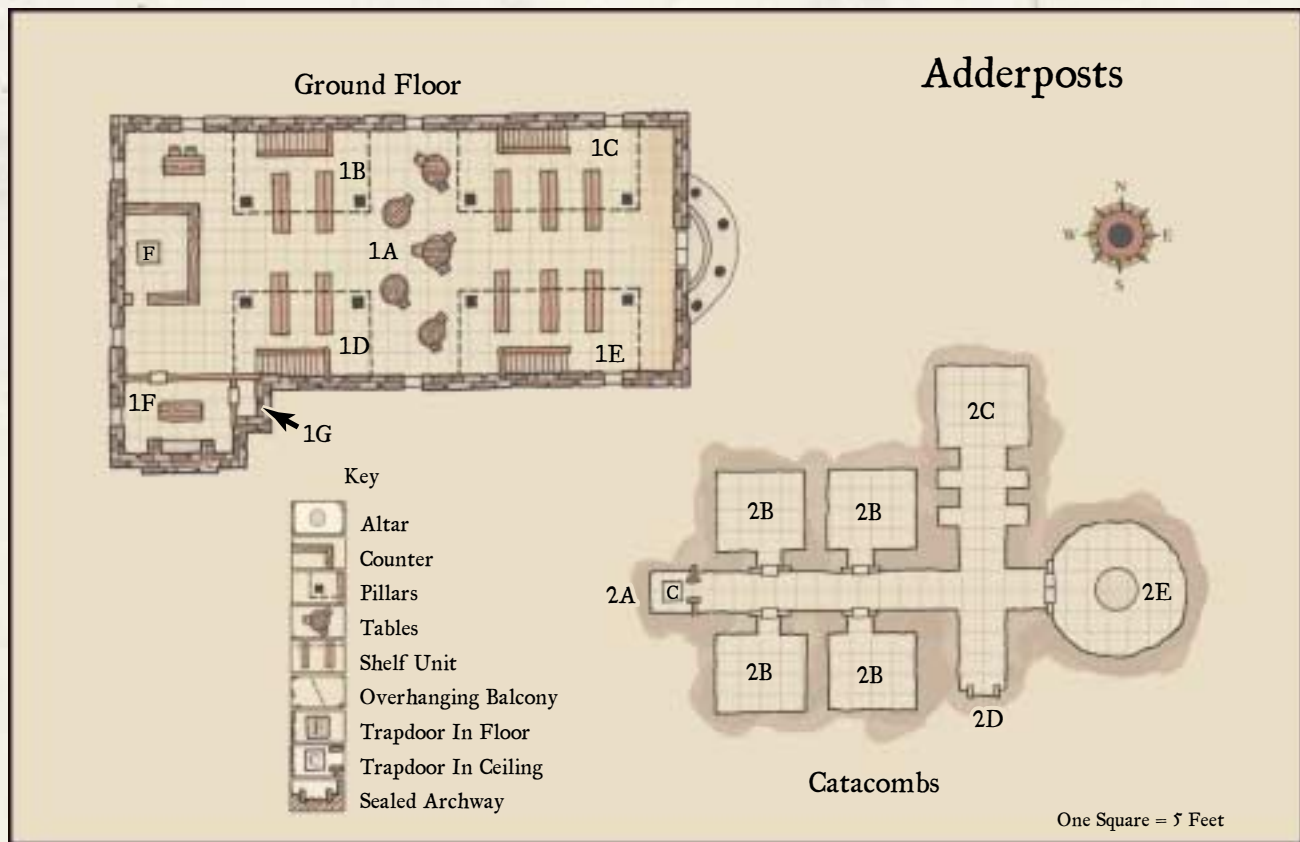 Adderposts
Ground Floor
1B
1C
F
1A
1D
1E
1F
1G
N
W
E
S
Key
Altar
Counter
Pillars
Tables
Shelf Unit
Overhanging Balcony
F
Trapdoor In Floor
C
Trapdoor In Ceiling
Sealed Archway
2C
2B
2B
2A
C
2E
2B
2B
2D
Catacombs
One Square = 5 Feet